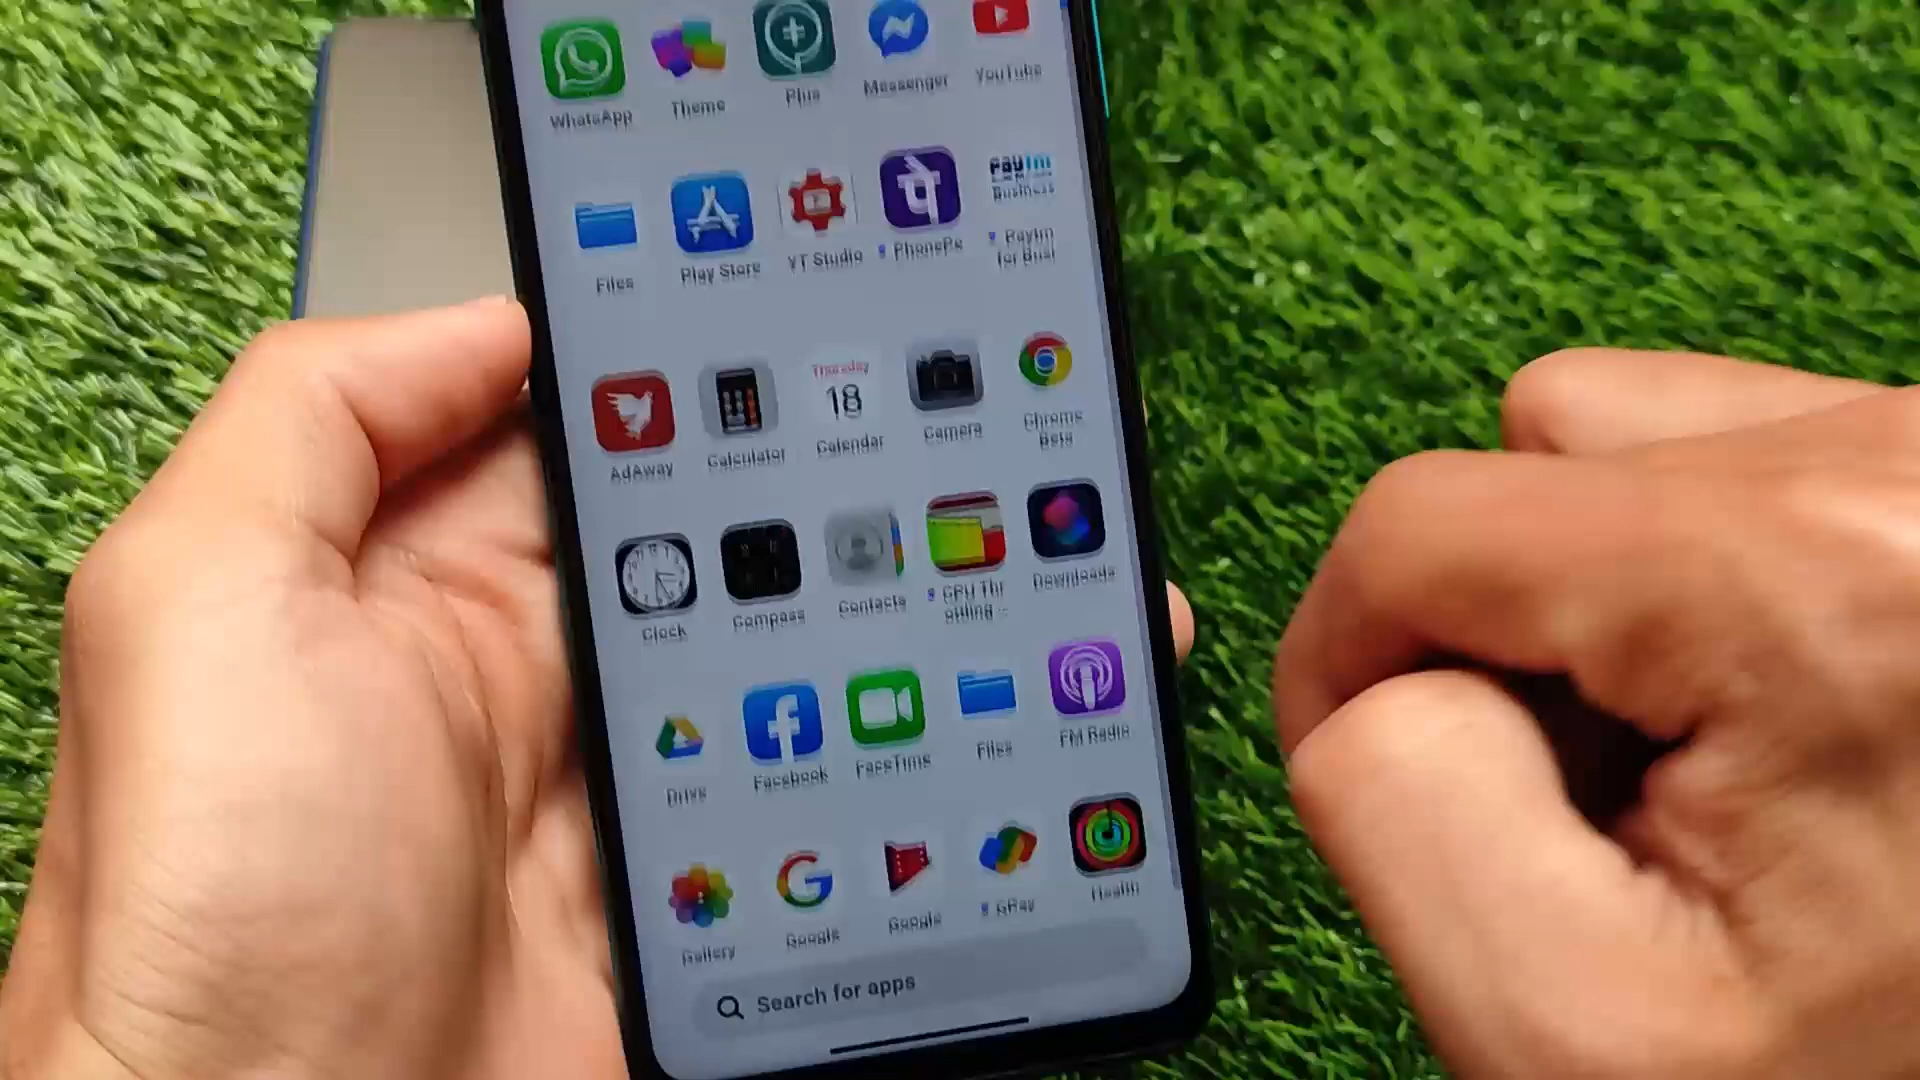 WhatsApp
Theme
Plus
Messenger
YouTube
Files
Play Store
YT Studio
PhonePe
paytm
Business
Paytm
for Busi
पे
AdAway
Calculator
Thursday
18
Calendar
Camera
Chrome
Beta
Clock
Compass
Contacts
CPU Thr
ottling ...
Downloads
Drive
Facebook
FaceTime
Files
FM Radio
Gallery
Google
Google
GPay
Health
Search for apps